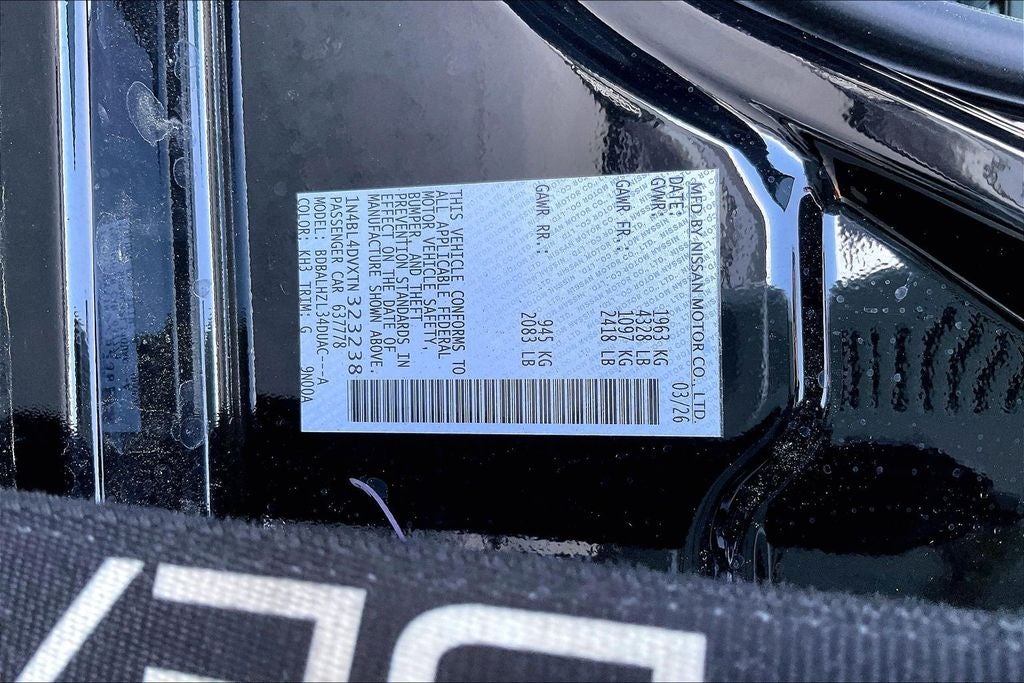 MFD BY NISSAN MOTOR CO., LTD.
DATE: 03/26
GVWR: 1963 KG
4328 LB
GAWR FR.: 1097 KG
2418 LB
GAWR RR.: 945 KG
2083 LB
THIS VEHICLE CONFORMS TO
ALL APPLICABLE FEDERAL
MOTOR VEHICLE SAFETY,
BUMPER, AND THEFT
PREVENTION STANDARDS IN
EFFECT ON THE DATE OF
MANUFACTURE SHOWN ABOVE.
1N4BL4DVXTN323238
PASSENGER CAR 637778
MODEL: BDBALHZL34DUAC---A
COLOR: KH3 TRIM: G 9N00A